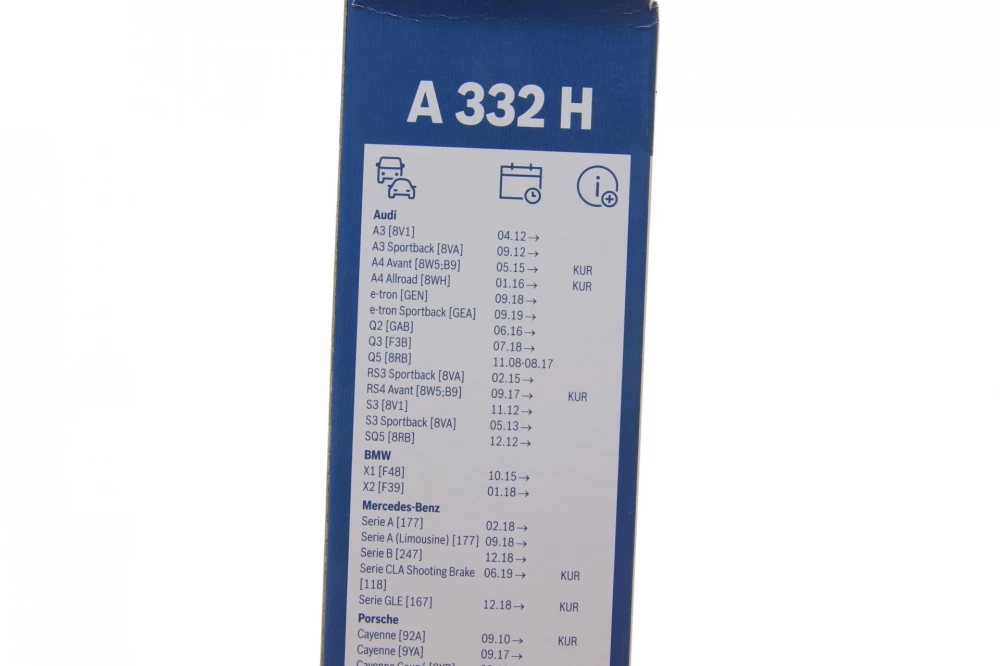 A 332 H
Audi
A3 [8V1] 04.12→
A3 Sportback [8VA] 09.12→
A4 Avant [8W5;B9] 05.15→ KUR
A4 Allroad [8WH] 01.16→ KUR
e-tron [GEN] 09.18→
e-tron Sportback [GEA] 09.19→
Q2 [GAB] 06.16→
Q3 [F3B] 07.18→
Q5 [8RB] 11.08-08.17
RS3 Sportback [8VA] 02.15→
RS4 Avant [8W5;B9] 09.17→ KUR
S3 [8V1] 11.12→
S3 Sportback [8VA] 05.13→
SQ5 [8RB] 12.12→
BMW
X1 [F48] 10.15→
X2 [F39] 01.18→
Mercedes-Benz
Serie A [177] 02.18→
Serie A (Limousine) [177] 09.18→
Serie B [247] 12.18→
Serie CLA Shooting Brake 06.19→ KUR
[118]
Serie GLE [167] 12.18→ KUR
Porsche
Cayenne [92A] 09.10→ KUR
Cayenne [9YA] 09.17→